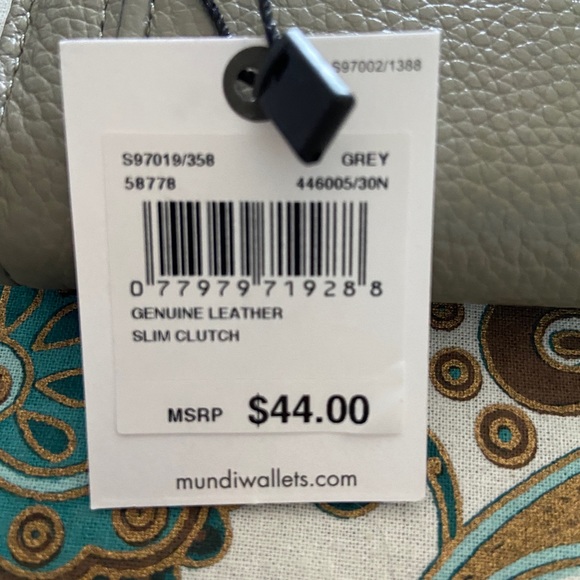 S97002/1388
S97019/358 GREY
58778 446005/30N
0 77979 71928 8
GENUINE LEATHER
SLIM CLUTCH
MSRP $44.00
mundiwallets.com